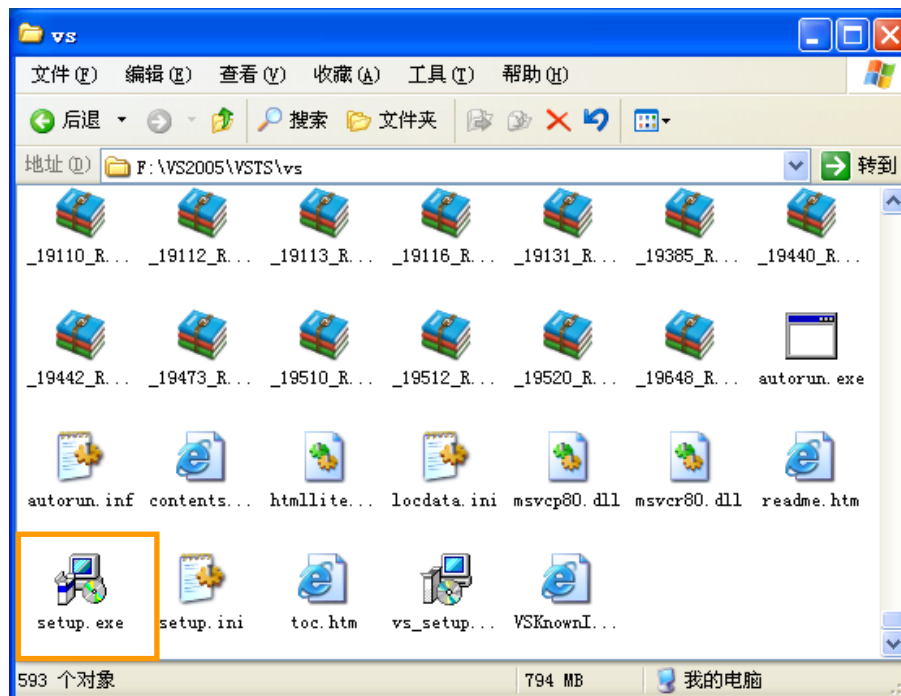 vs
文件(F) 编辑(E) 查看(V) 收藏(A) 工具(T) 帮助(H)
后退 搜索 文件夹
地址(D) F:\VS2005\VSTS\vs 转到
_19110_R... _19112_R... _19113_R... _19116_R... _19131_R... _19385_R... _19440_R...
_19442_R... _19473_R... _19510_R... _19512_R... _19520_R... _19648_R... autorun.exe
autorun.inf contents... htmllite... locdata.ini msvcp80.dll msvcr80.dll readme.htm
setup.exe setup.ini toc.htm vs_setup... VSKnownI...
593 个对象 794 MB 我的电脑